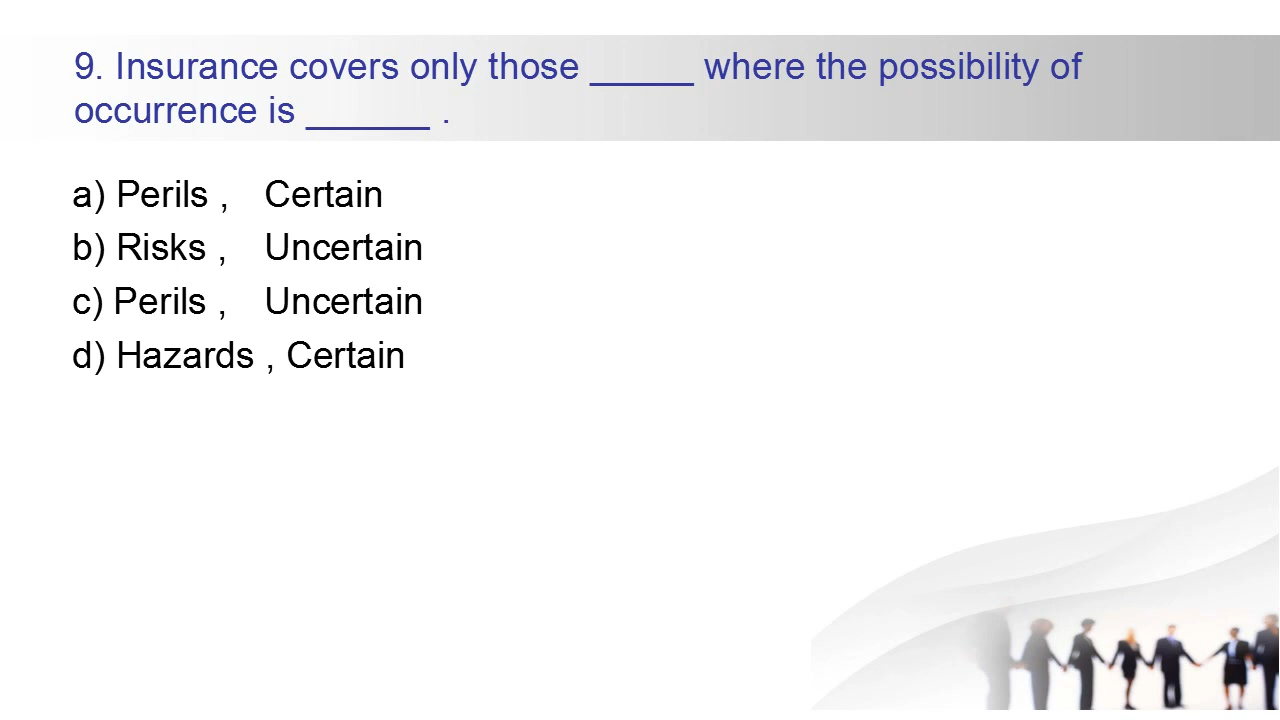 9. Insurance covers only those _____ where the possibility of
occurrence is ______ .
a) Perils , Certain
b) Risks , Uncertain
c) Perils , Uncertain
d) Hazards , Certain